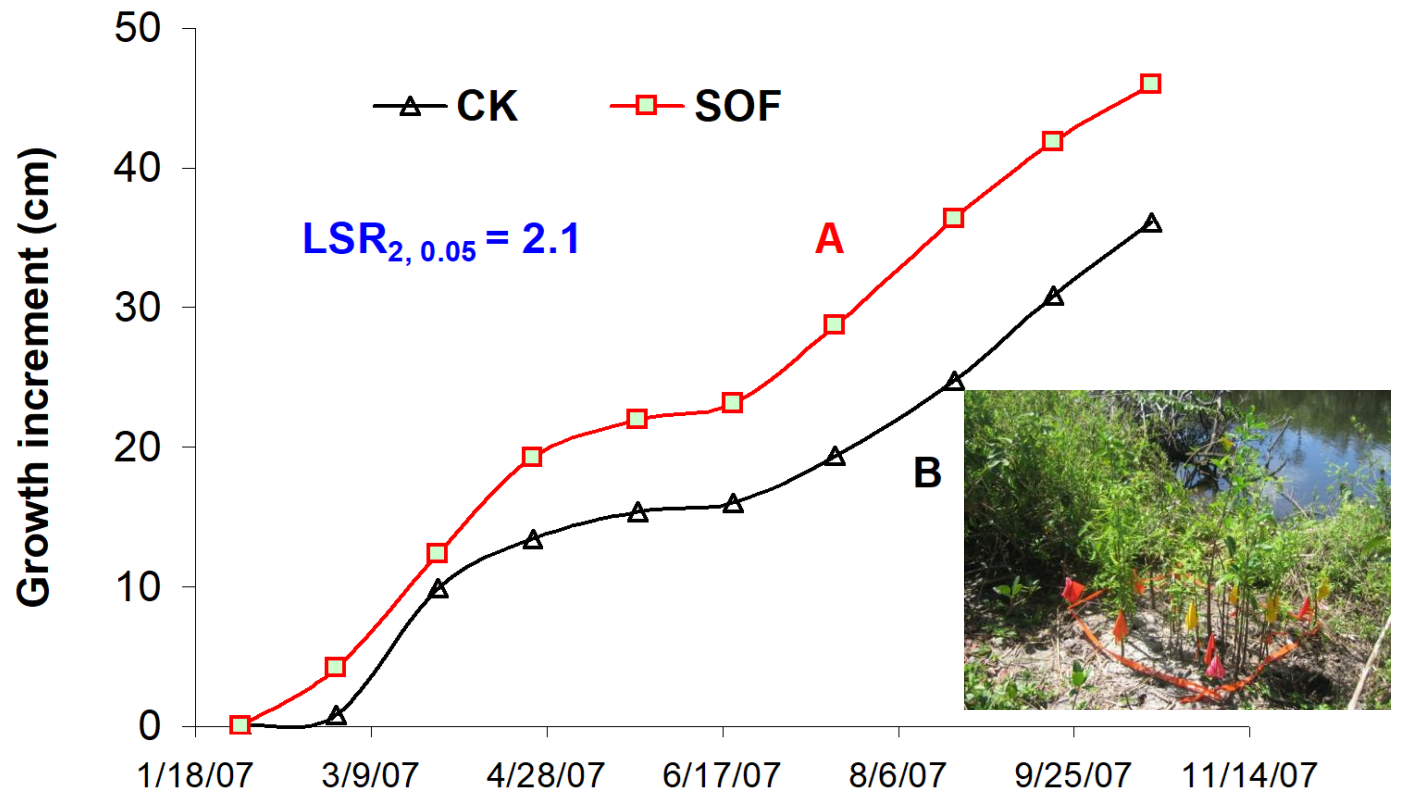 50
CK
SOF
40
LSR2, 0.05 = 2.1
A
30
Growth increment (cm)
20
B
10
0
1/18/07
3/9/07
4/28/07
6/17/07
8/6/07
9/25/07
11/14/07